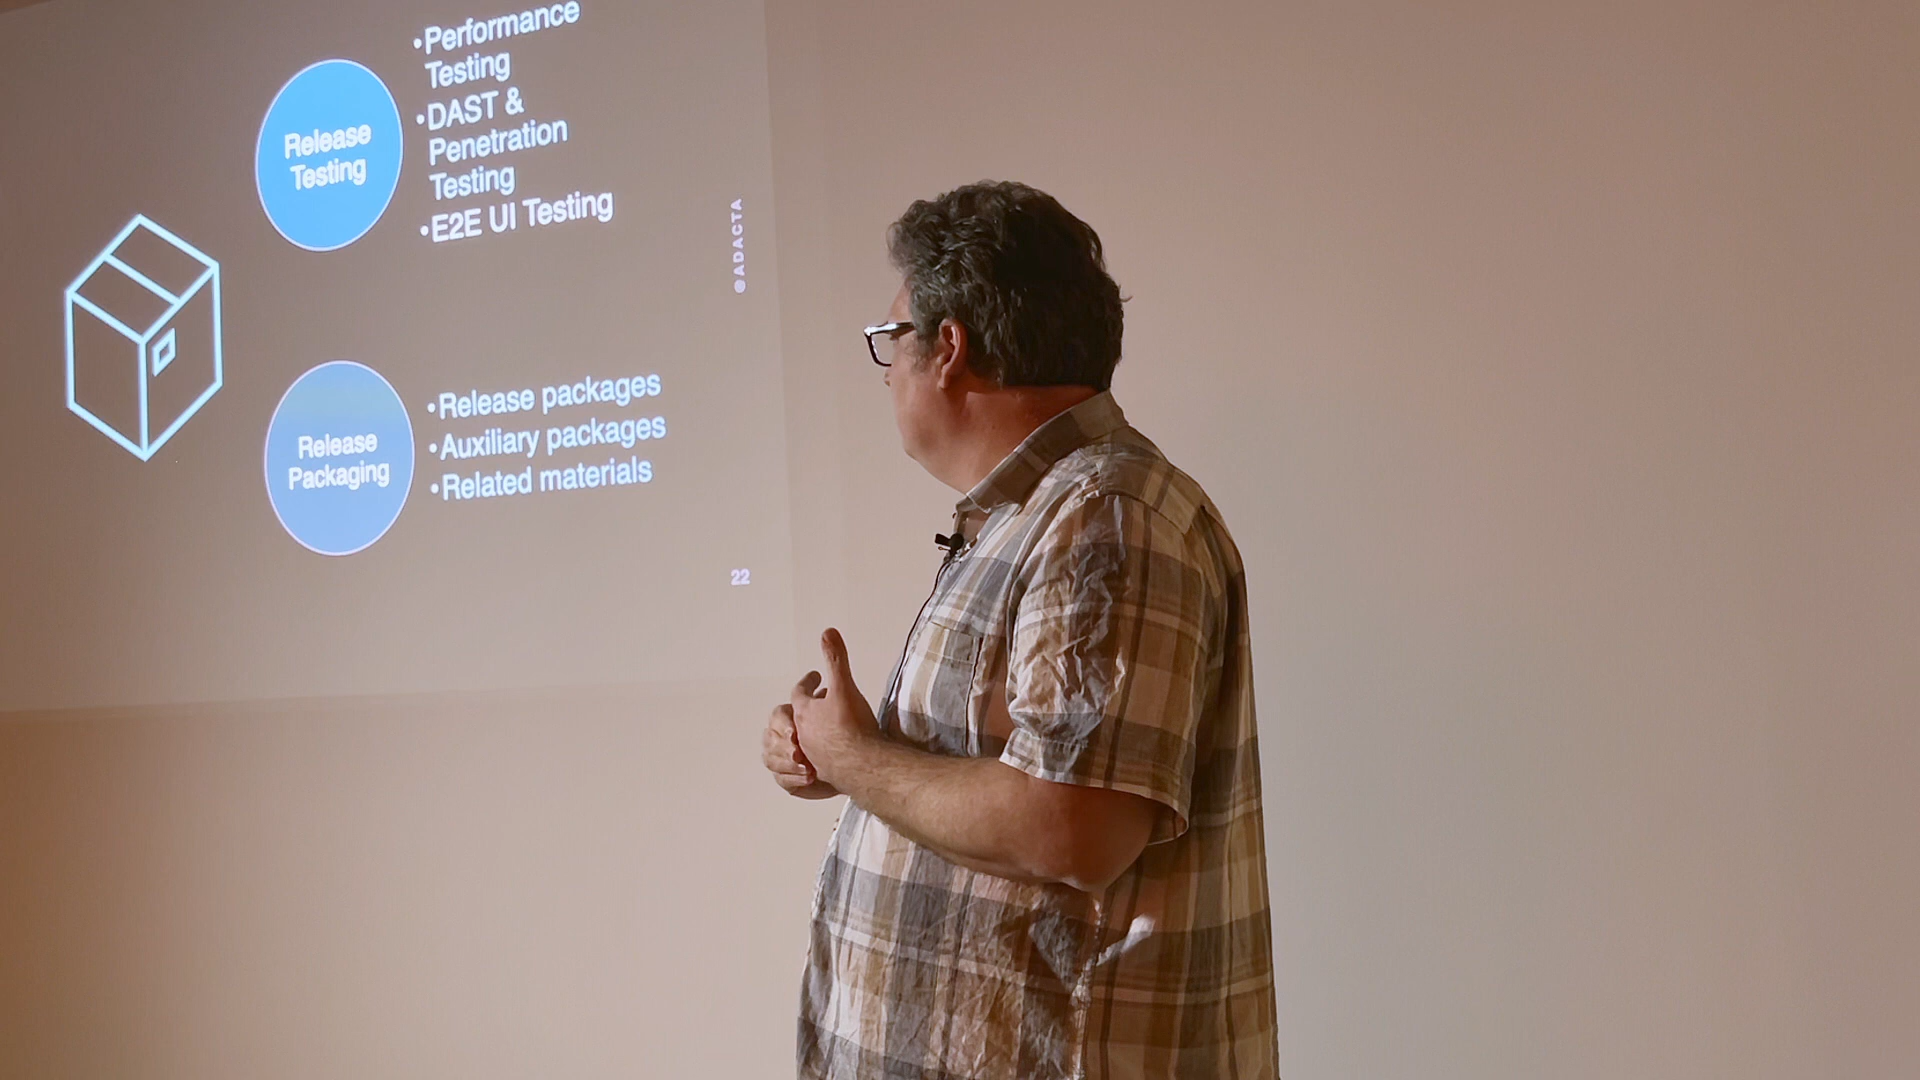 Release
Testing
•Performance
Testing
•DAST &
Penetration
Testing
•E2E UI Testing
Release
Packaging
•Release packages
•Auxiliary packages
•Related materials
ADACTA
22